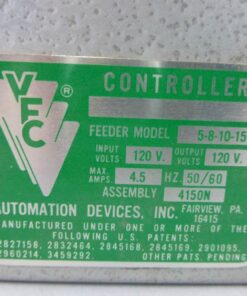 VFC ®
CONTROLLER
FEEDER MODEL 5-8-10-15
INPUT VOLTS 120 V. OUTPUT VOLTS 120 V.
MAX. AMPS. 4.5 HZ. 50/60
ASSEMBLY 4150N
AUTOMATION DEVICES, INC. FAIRVIEW, PA. 16415
MANUFACTURED UNDER ONE OR MORE OF THE
FOLLOWING U.S. PATENTS:
2827158, 2832464, 2845168, 2845169, 2901095,
2960214, 3459292. OTHER PATS. PENDING